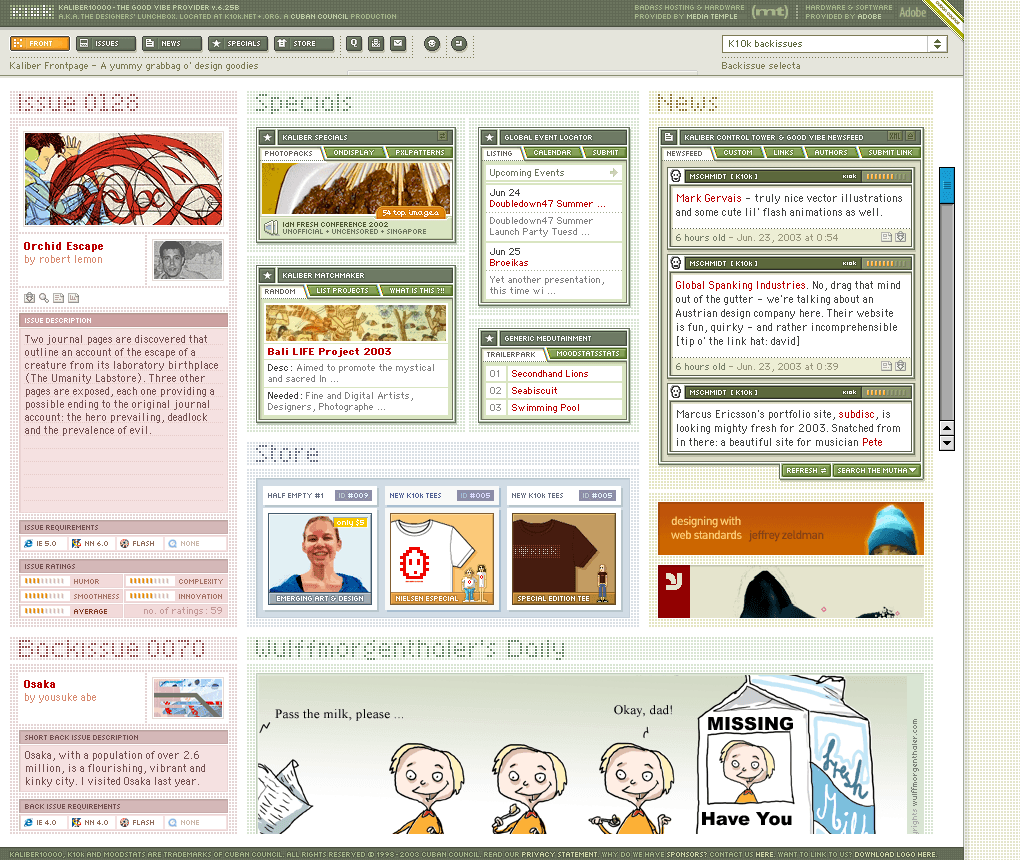 KALIBER10000 - THE GOOD VIBE PROVIDER v.6.25B
A.K.A. THE DESIGNERS' LUNCHBOX. LOCATED AT K10K.NET + .ORG. A CUBAN COUNCIL PRODUCTION
BADASS HOSTING & HARDWARE
PROVIDED BY MEDIA TEMPLE
(mt)
HARDWARE & SOFTWARE
PROVIDED BY ADOBE
Adobe
FRONT
ISSUES
NEWS
SPECIALS
STORE
K10k backissues
Kaliber Frontpage - A yummy grabbag o' design goodies
Backissue selecta
Issue 0128
Orchid Escape
by robert lemon
ISSUE DESCRIPTION
Two journal pages are discovered that
outline an account of the escape of a
creature from its laboratory birthplace
(The Umanity Labstore). Three other
pages are exposed, each one providing a
possible ending to the original journal
account: the hero prevailing, deadlock
and the prevalence of evil.
ISSUE REQUIREMENTS
IE 5.0
NN 6.0
FLASH
NONE
ISSUE RATINGS
HUMOR
COMPLEXITY
SMOOTHNESS
INNOVATION
AVERAGE
no. of ratings: 59
Specials
KALIBER SPECIALS
PHOTOPACKS
ONDISPLAY
PXLPATTERNS
54 top images
IAN FRESH CONFERENCE 2002
UNOFFICIAL + UNCENSORED + SINGAPORE
KALIBER MATCHMAKER
RANDOM
LIST PROJECTS
WHAT IS THIS ?!!
Bali LIFE Project 2003
Desc: Aimed to promote the mystical
and sacred In ...
Needed: Fine and Digital Artists,
Designers, Photographe ...
GLOBAL EVENT LOCATOR
LISTING
CALENDAR
SUBMIT
Upcoming Events
Jun 24
Doubledown47 Summer ...
Doubledown47 Summer
Launch Party Tuesd ...
Jun 25
Broeikas
Yet another presentation,
this time wi ...
GENERIC MEDUTAINMENT
TRAILERPARK
MOODSTATSSTATS
01 Secondhand Lions
02 Seabiscuit
03 Swimming Pool
News
KALIBER CONTROL TOWER & GOOD VIBE NEWSFEED
NEWSFEED
CUSTOM
LINKS
AUTHORS
SUBMIT LINK
MSCHMIDT [ K10k ]
K10K
Mark Gervais - truly nice vector illustrations
and some cute lil' flash animations as well.
6 hours old - Jun. 23, 2003 at 0:54
MSCHMIDT [ K10k ]
K10K
Global Spanking Industries. No, drag that mind
out of the gutter - we're talking about an
Austrian design company here. Their website
is fun, quirky - and rather incomprehensible
[tip o' the link hat: david]
6 hours old - Jun. 23, 2003 at 0:39
MSCHMIDT [ K10k ]
K10K
Marcus Ericsson's portfolio site, subdisc, is
looking mighty fresh for 2003. Snatched from
in there: a beautiful site for musician Pete
REFRESH
SEARCH THE MUTHA
Store
HALF EMPTY #1
ID #009
only $5
EMERGING ART & DESIGN
NEW K10k TEES
ID #005
NIELSEN ESPECIAL
NEW K10k TEES
ID #005
SPECIAL EDITION TEE
designing with
web standards jeffrey zeldman
Backissue 0070
Osaka
by yousuke abe
SHORT BACK ISSUE DESCRIPTION
Osaka, with a population of over 2.6
million, is a flourishing, vibrant and
kinky city. I visited Osaka last year.
BACK ISSUE REQUIREMENTS
IE 4.0
NN 4.0
FLASH
NONE
Wulffmorgenthaler's Daily
Pass the milk, please ...
Okay, dad!
MISSING
Have You
fresh
Milk
rights wulffmorgenthaler.com
KALIBER10000, K10K AND MOODSTATS ARE TRADEMARKS OF CUBAN COUNCIL. ALL RIGHTS RESERVED © 1998 - 2003 CUBAN COUNCIL. READ OUR PRIVACY STATEMENT. WHY DO WE HAVE SPONSORS? CONTACT US HERE. WANT TO LINK TO US? DOWNLOAD LOGO HERE.